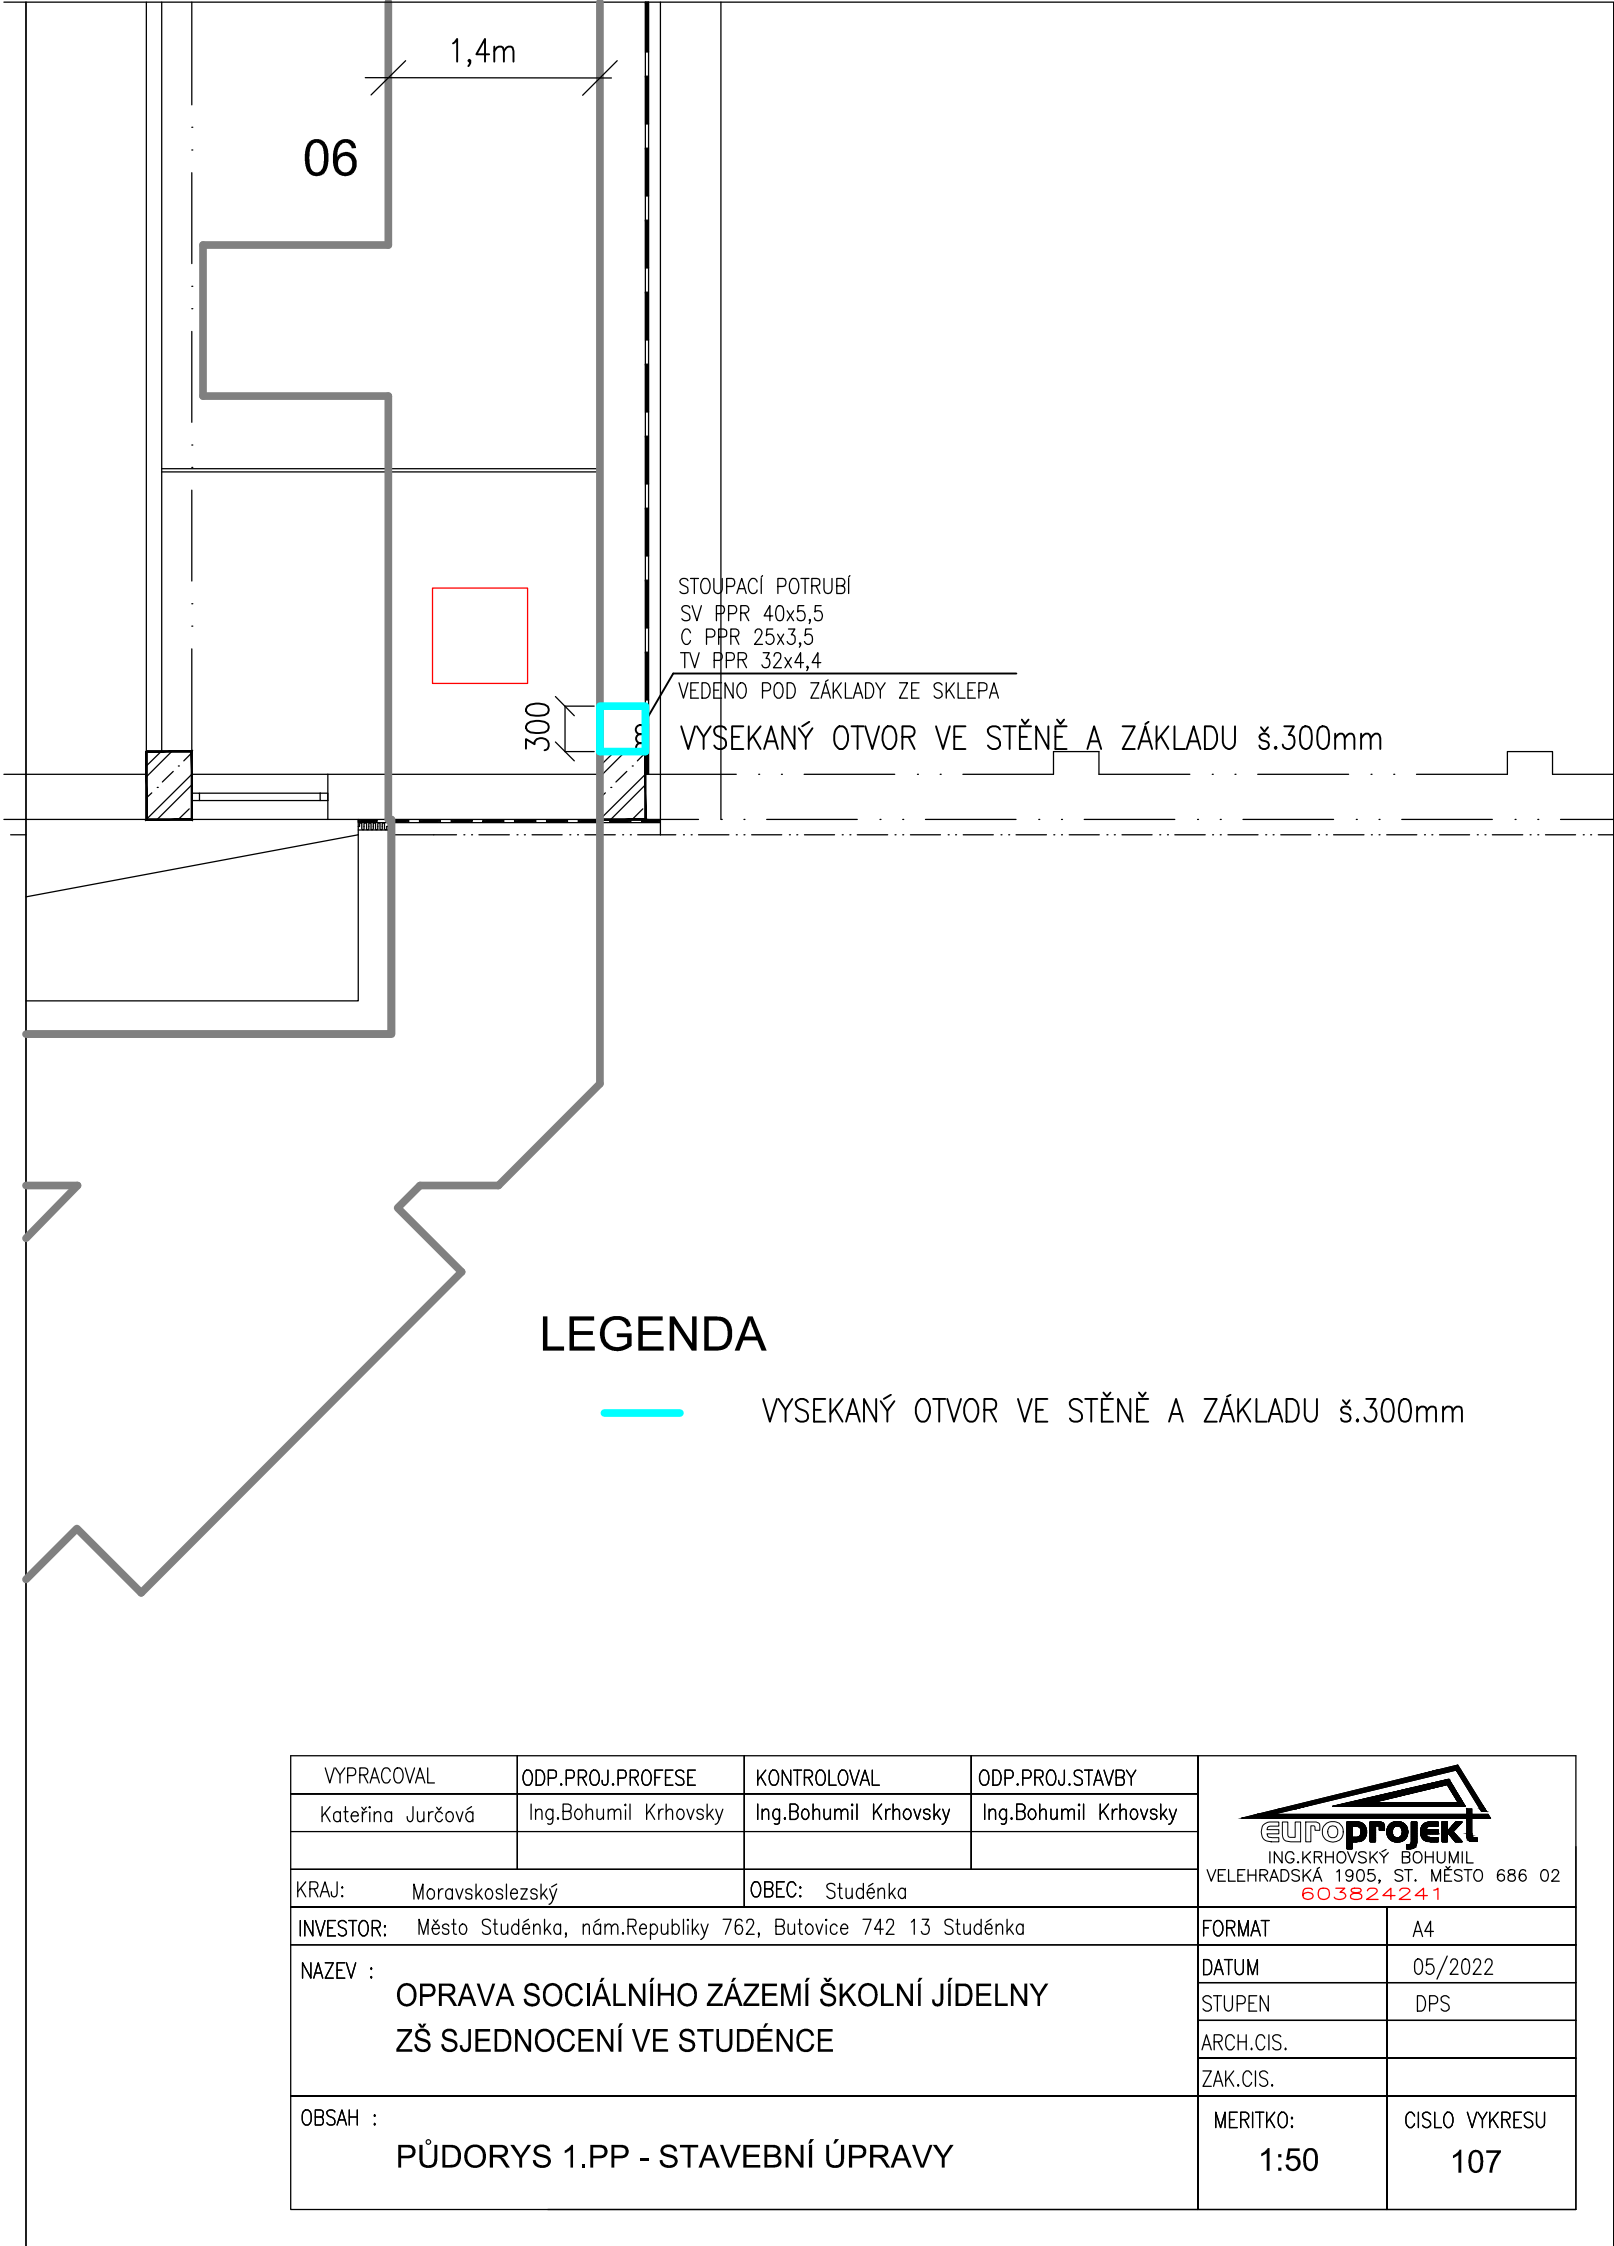 1,4m
06
STOUPACÍ POTRUBÍ
SV PPR 40x5,5
C PPR 25x3,5
TV PPR 32x4,4
VEDENO POD ZÁKLADY ZE SKLEPA
300
VYSEKANÝ OTVOR VE STĚNĚ A ZÁKLADU š.300mm
LEGENDA
VYSEKANÝ OTVOR VE STĚNĚ A ZÁKLADU š.300mm
VYPRACOVAL ODP.PROJ.PROFESE KONTROLOVAL ODP.PROJ.STAVBY
Kateřina Jurčová Ing.Bohumil Krhovsky Ing.Bohumil Krhovsky Ing.Bohumil Krhovsky
europrojekt
ING.KRHOVSKÝ BOHUMIL
VELEHRADSKÁ 1905, ST. MĚSTO 686 02
603824241
KRAJ: Moravskoslezský OBEC: Studénka
INVESTOR: Město Studénka, nám.Republiky 762, Butovice 742 13 Studénka
FORMAT A4
NAZEV :
OPRAVA SOCIÁLNÍHO ZÁZEMÍ ŠKOLNÍ JÍDELNY
ZŠ SJEDNOCENÍ VE STUDÉNCE
DATUM 05/2022
STUPEN DPS
ARCH.CIS.
ZAK.CIS.
OBSAH :
PŮDORYS 1.PP - STAVEBNÍ ÚPRAVY
MERITKO: CISLO VYKRESU
1:50 107